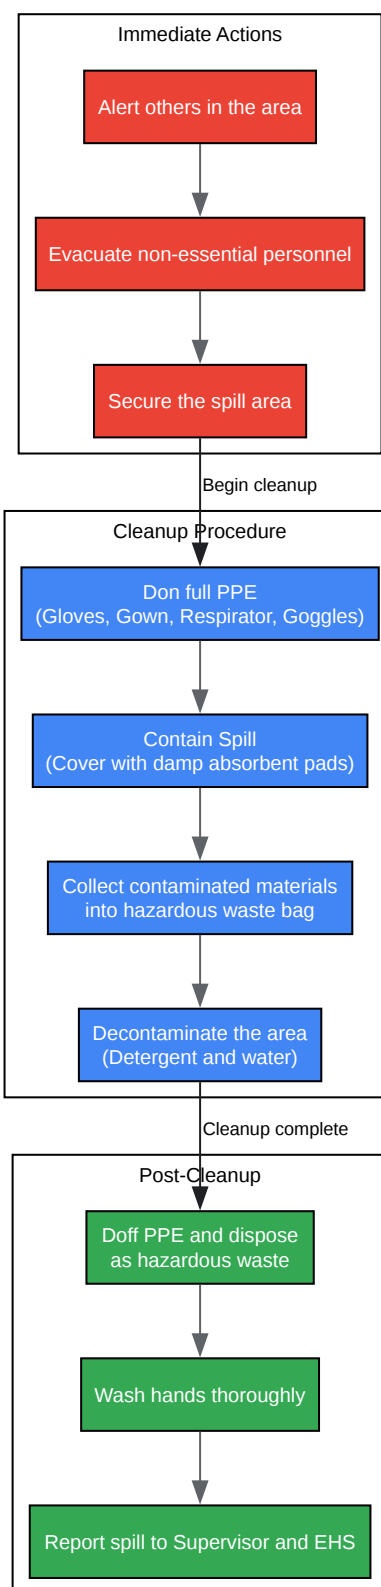 Immediate Actions
Alert others in the area
Evacuate non-essential personnel
Secure the spill area
Begin cleanup
Cleanup Procedure
Don full PPE
(Gloves, Gown, Respirator, Goggles)
Contain Spill
(Cover with damp absorbent pads)
Collect contaminated materials
into hazardous waste bag
Decontaminate the area
(Detergent and water)
Cleanup complete
Post-Cleanup
Doff PPE and dispose
as hazardous waste
Wash hands thoroughly
Report spill to Supervisor and EHS